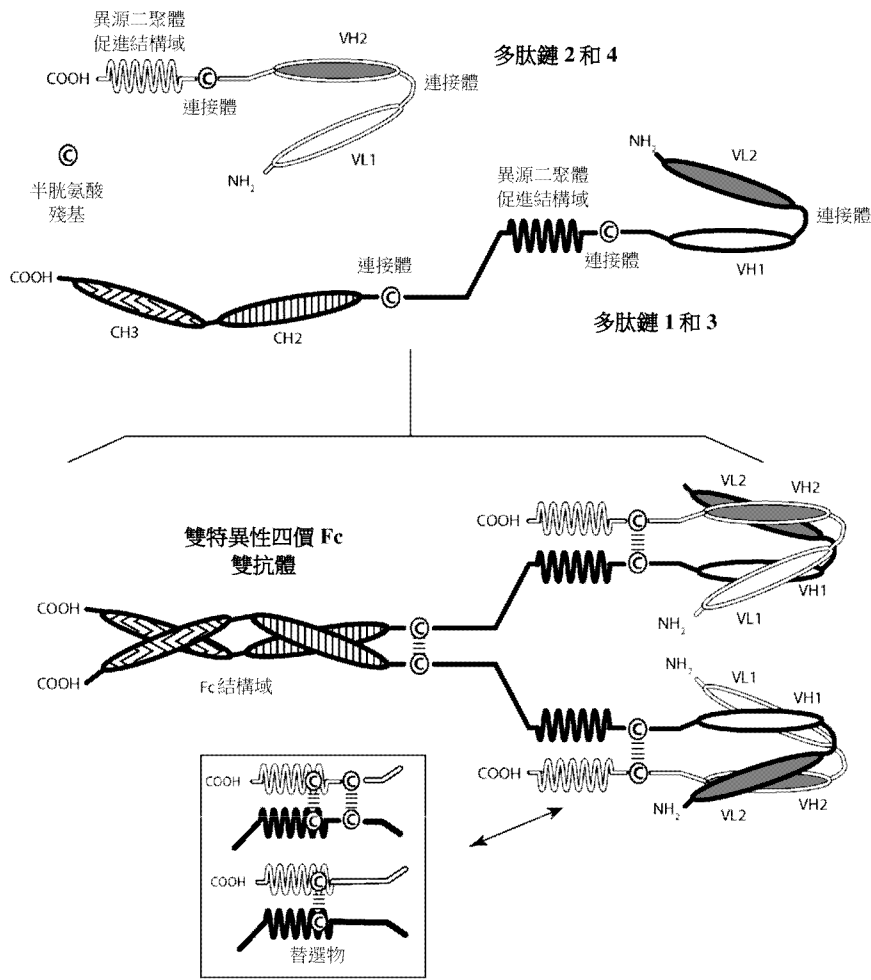 異源二聚體
促進結構域
VH2
多肽鏈 2 和 4
COOH
C
連接體
連接體
VL1
NH2
C
半胱氨酸
殘基
NH2
VL2
異源二聚體
促進結構域
連接體
C
連接體
VH1
COOH
連接體
C
CH3
CH2
多肽鏈 1 和 3
VL2
VH2
COOH
C
雙特異性四價 Fc
雙抗體
C
VH1
COOH
NH2
VL1
C
C
COOH
Fc 結構域
NH2
VL1
VH1
C
COOH
C
NH2
VL2
VH2
COOH
C
C
C
C
COOH
C
C
替選物